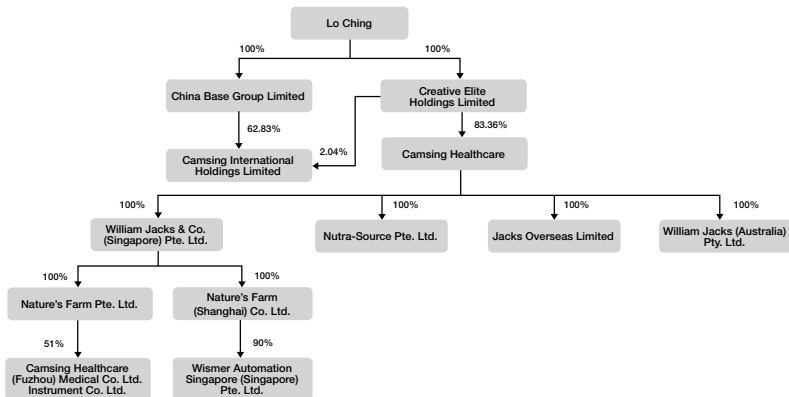 Lo Ching
100%
100%
China Base Group Limited
Creative Elite
Holdings Limited
62.83%
83.36%
2.04%
Camsing International
Holdings Limited
Camsing Healthcare
100%
100%
100%
100%
William Jacks & Co.
(Singapore) Pte. Ltd.
Nutra-Source Pte. Ltd.
Jacks Overseas Limited
William Jacks (Australia)
Pty. Ltd.
100%
100%
Nature's Farm Pte. Ltd.
Nature's Farm
(Shanghai) Co. Ltd.
51%
90%
Camsing Healthcare
(Fuzhou) Medical Co. Ltd.
Instrument Co. Ltd.
Wismer Automation
Singapore (Singapore)
Pte. Ltd.